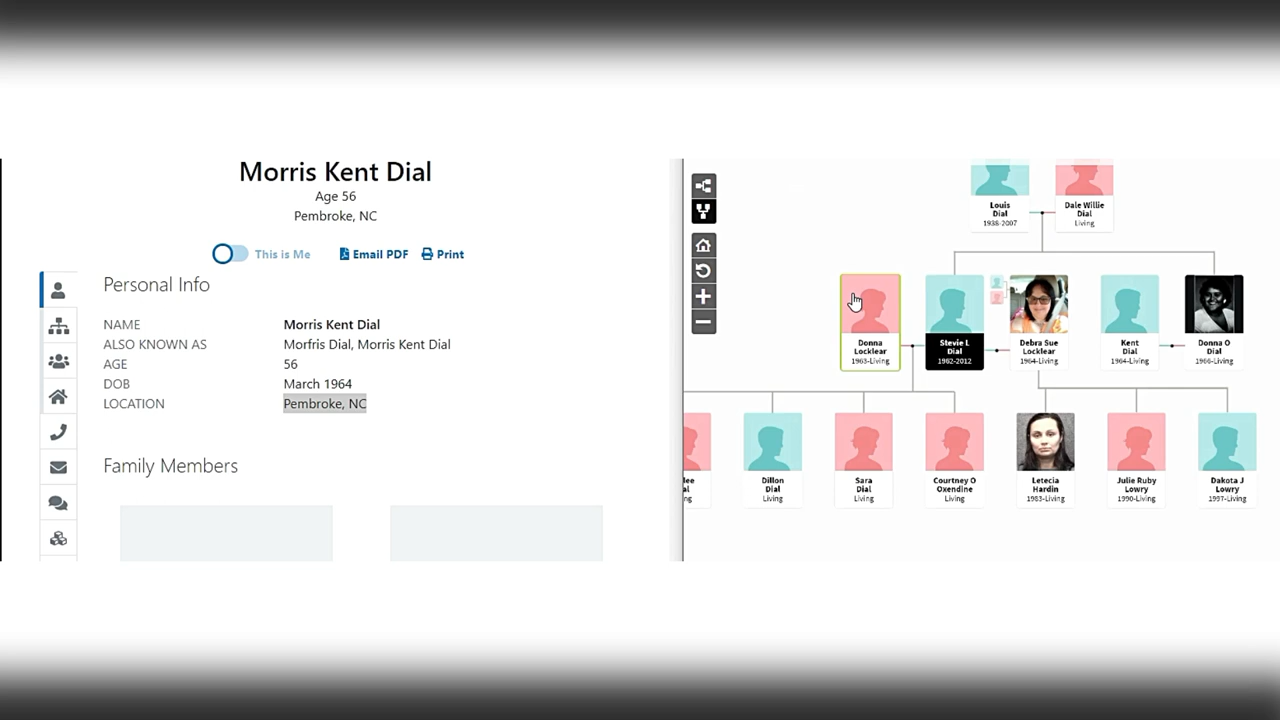 Morris Kent Dial
Age 56
Pembroke, NC
This is Me
Email PDF
Print
Personal Info
NAME Morris Kent Dial
ALSO KNOWN AS Morfris Dial, Morris Kent Dial
AGE 56
DOB March 1964
LOCATION Pembroke, NC
Family Members
Louis
Dial
1938-2007
Dale Willie
Dial
Living
Donna
Locklear
1963-Living
Stevie L
Dial
1962-2012
Debra Sue
Locklear
1964-Living
Kent
Dial
1964-Living
Donna O
Dial
1966-Living
lee
Dial
Living
Dillon
Dial
Living
Sara
Dial
Living
Courtney O
Oxendine
Living
Letecia
Hardin
1983-Living
Julie Ruby
Lowry
1990-Living
Dakota J
Lowry
1997-Living